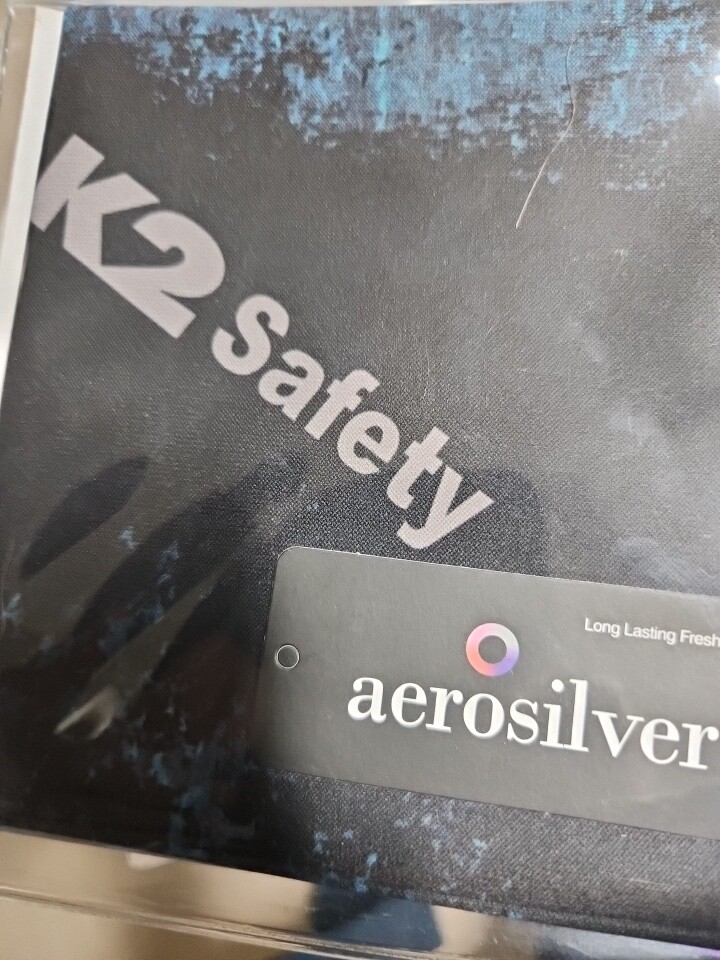 K2 Safety
Long Lasting Fresh
aerosilver